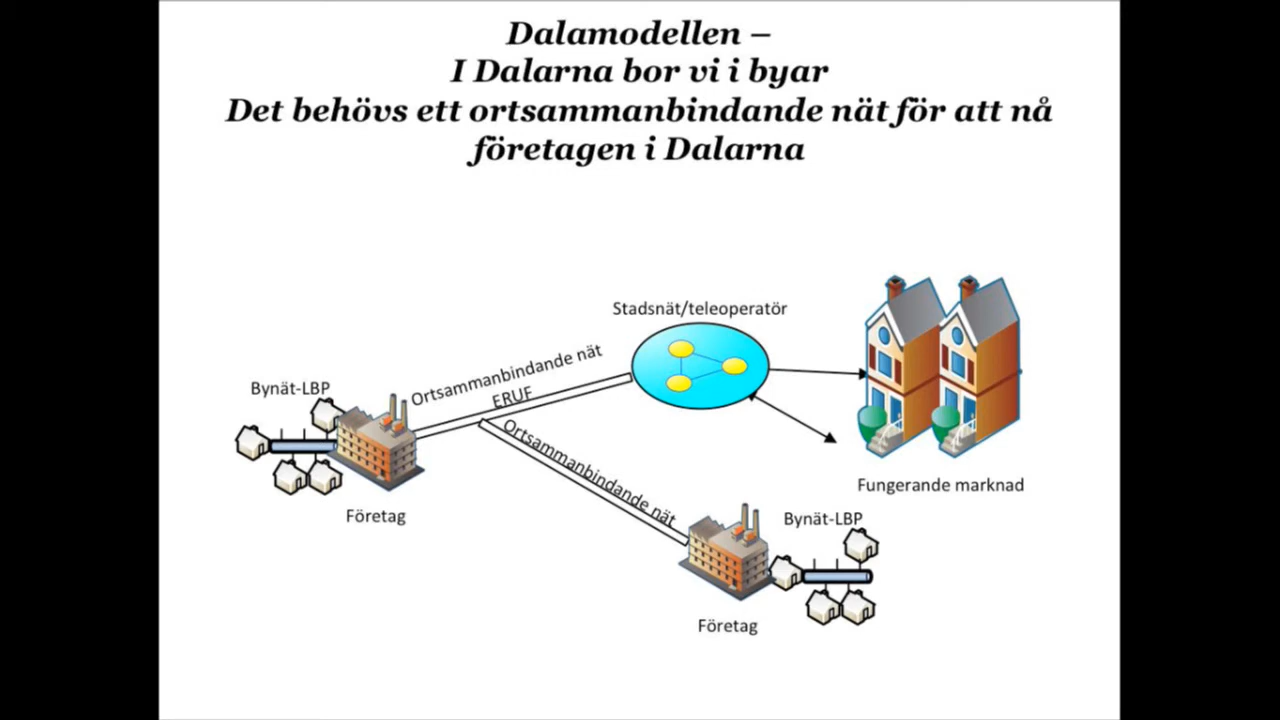 Dalamodellen –
I Dalarna bor vi i byar
Det behövs ett ortsammanbindande nät för att nå
företagen i Dalarna
Stadsnät/teleoperatör
Ortsammanbindande nät
ERUF
Bynät-LBP
Ortsammanbindande nät
Företag
Fungerande marknad
Bynät-LBP
Företag